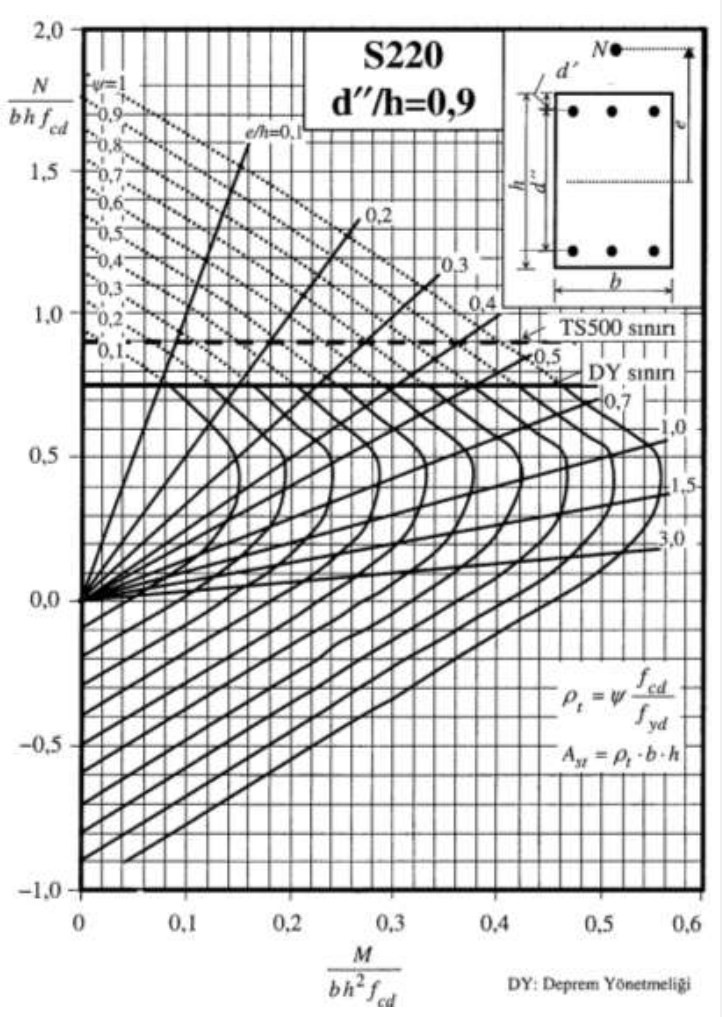 2,0
N
b h f_cd
S220
d″/h=0,9
N
d′
e
h
d″
b
ψ=1
0,9
0,8
0,7
0,6
0,5
0,4
0,3
0,2
0,1
e/h=0,1
0,2
0,3
0,4
0,5
0,7
1,0
1,5
3,0
TS500 sınırı
DY sınırı
1,5
1,0
0,5
0,0
−0,5
−1,0
ρ_t = ψ f_cd / f_yd
A_st = ρ_t · b · h
0
0,1
0,2
0,3
0,4
0,5
0,6
M
b h² f_cd
DY: Deprem Yönetmeliği